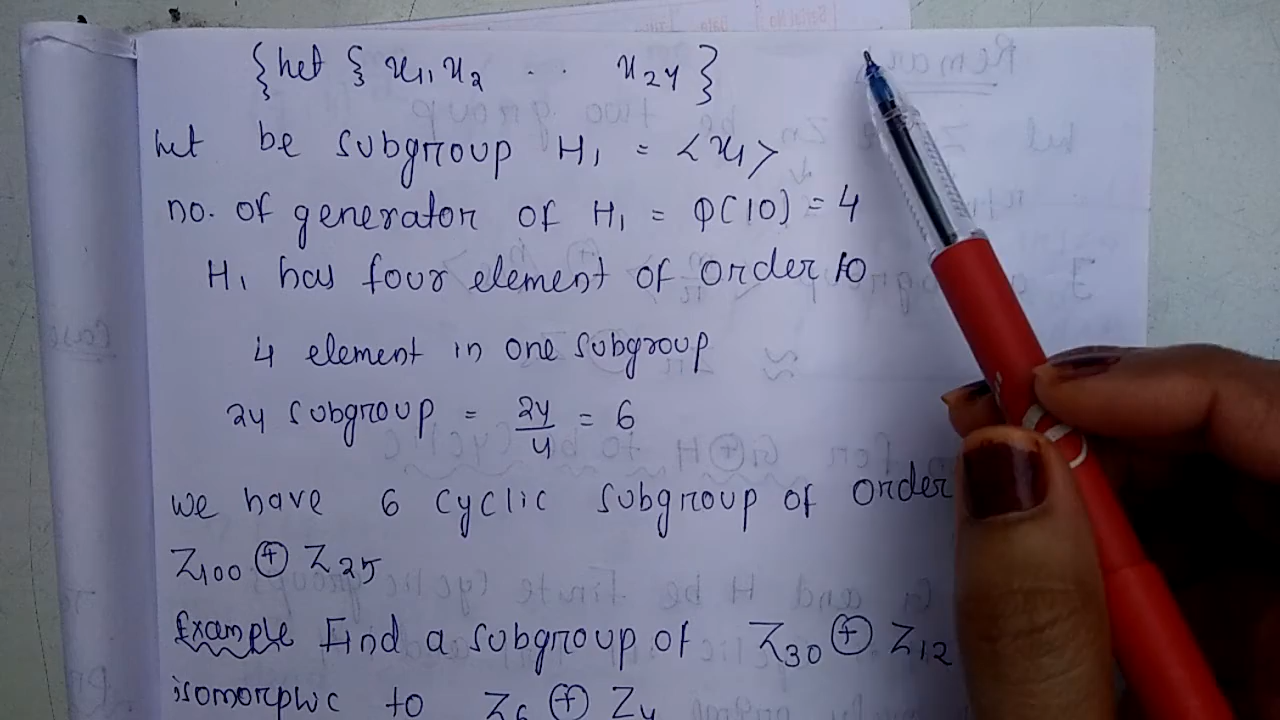 {het { x1, x2 .. x24 }
het be subgroup H1 = <x1>
no. of generator of H1 = φ(10) = 4
H1 has four element of order 10
4 element in one subgroup
24 subgroup = 24/4 = 6
we have 6 cyclic subgroup of order
Z100 ⊕ Z25
Example Find a subgroup of Z30 ⊕ Z12
isomorphic to Z6 ⊕ Z4